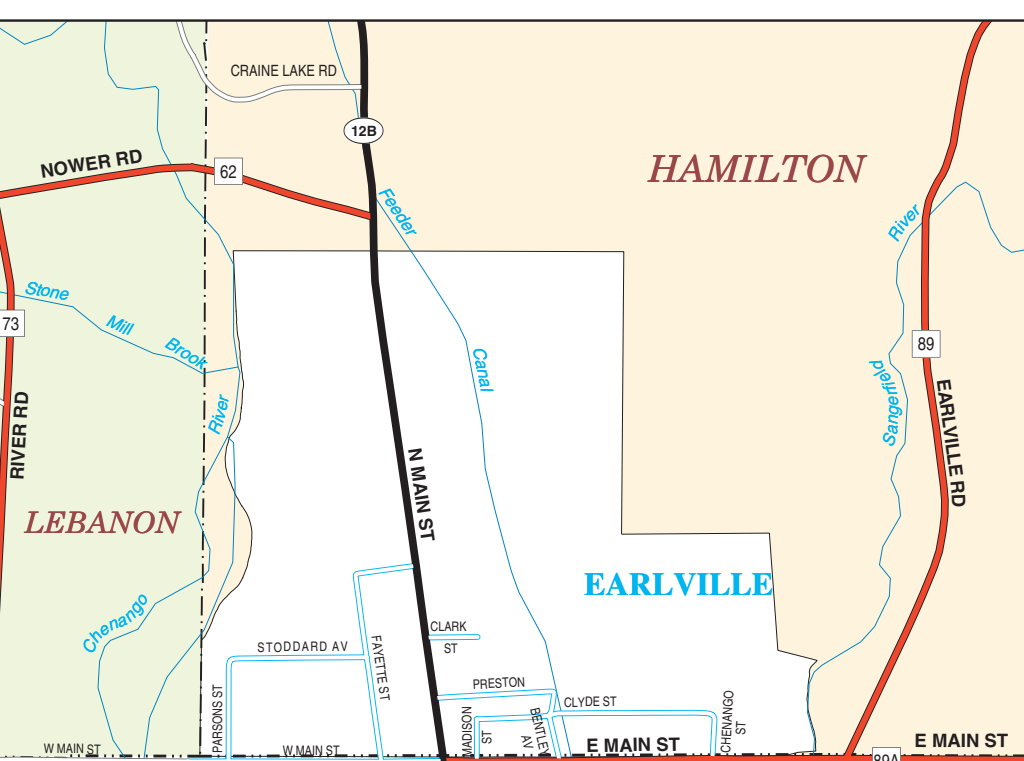 CRAINE LAKE RD
12B
NOWER RD
62
HAMILTON
Feeder
River
Stone
Mill
Brook
73
89
Canal
Sangerfield
RIVER RD
River
EARLVILLE RD
N MAIN ST
LEBANON
EARLVILLE
Chenango
CLARK
ST
STODDARD AV
FAYETTE ST
PRESTON
CLYDE ST
PARSONS ST
MADISON
ST
BENTLEY
AV
CHENANGO
ST
W MAIN ST
W MAIN ST
E MAIN ST
E MAIN ST
89A